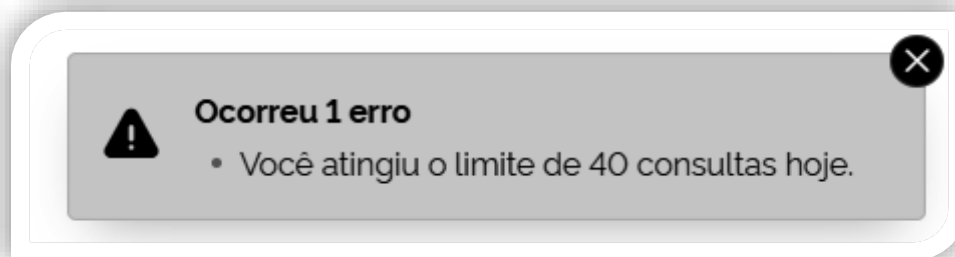 Ocorreu 1 erro
• Você atingiu o limite de 40 consultas hoje.